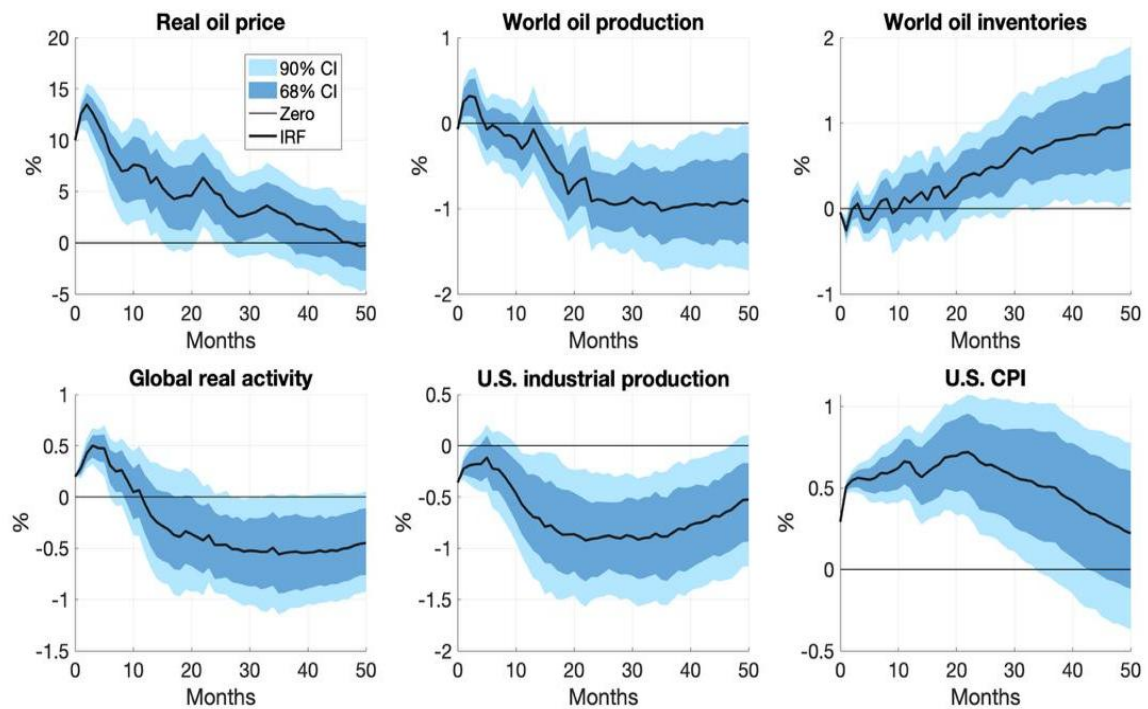 Real oil price
20
15
10
5
0
-5
%
0 10 20 30 40 50
Months
90% CI
68% CI
Zero
IRF
World oil production
1
0
-1
-2
%
0 10 20 30 40 50
Months
World oil inventories
2
1
0
-1
%
0 10 20 30 40 50
Months
Global real activity
1
0.5
0
-0.5
-1
-1.5
%
0 10 20 30 40 50
Months
U.S. industrial production
0.5
0
-0.5
-1
-1.5
-2
%
0 10 20 30 40 50
Months
U.S. CPI
1
0.5
0
-0.5
%
0 10 20 30 40 50
Months